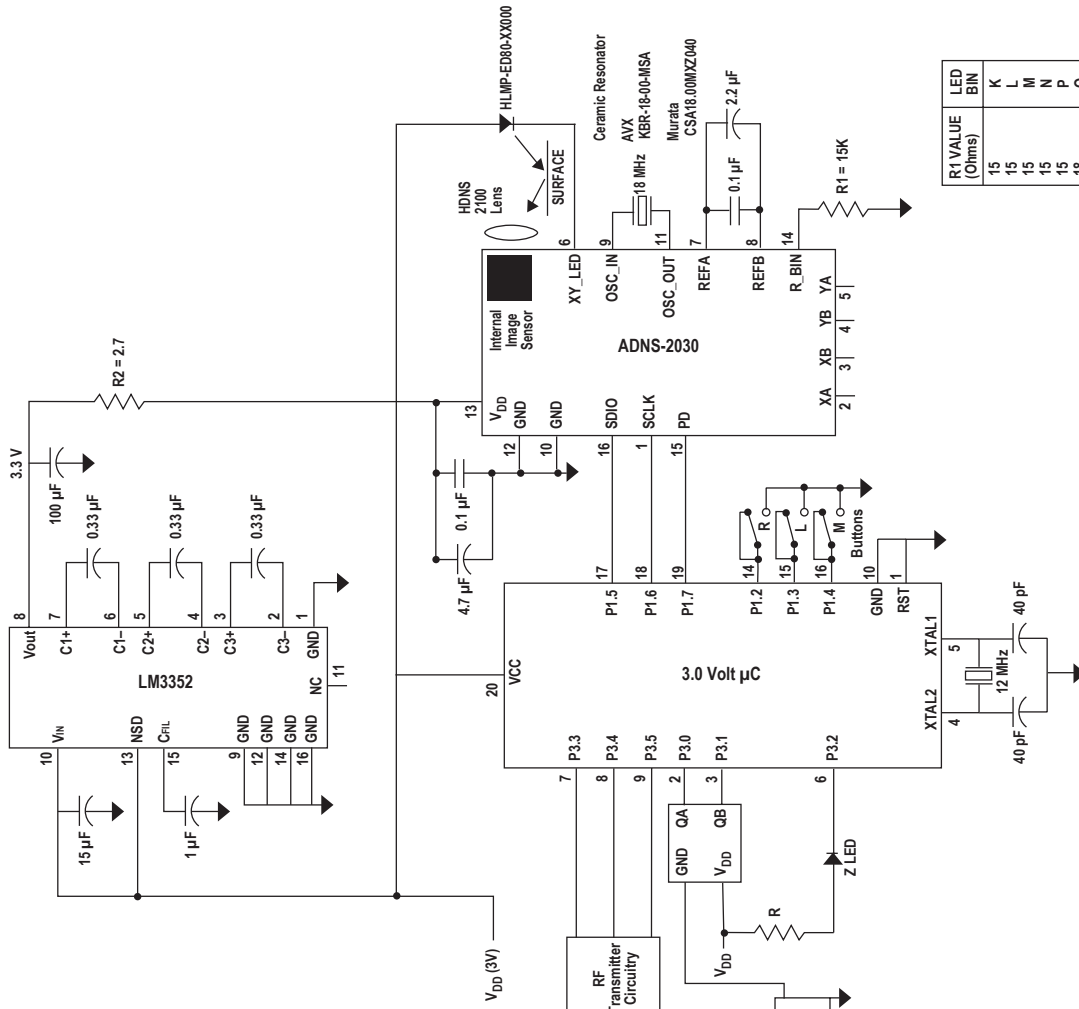 3.3 V
R2 = 2.7
100 µF
0.33 µF
0.33 µF
0.33 µF
8
7
6
5
4
3
2
1
Vout
C1+
C1–
C2+
C2–
C3+
C3–
GND
LM3352
NC
11
VIN
NSD
CFIL
GND
GND
GND
GND
10
13
15
9
12
14
16
15 µF
1 µF
VDD (3V)
HLMP-ED80-XX000
HDNS
2100
Lens
SURFACE
Ceramic Resonator
AVX
KBR-18-00-MSA
Murata
CSA18.00MXZ040
18 MHz
2.2 µF
0.1 µF
R1 = 15K
6
9
11
7
8
14
XY_LED
OSC_IN
OSC_OUT
REFA
REFB
R_BIN
Internal
Image
Sensor
ADNS-2030
13
VDD
GND
GND
12
10
SDIO
SCLK
PD
16
1
15
XA
XB
YB
YA
2
3
4
5
4.7 µF
0.1 µF
17
18
19
P1.5
P1.6
P1.7
14
15
16
P1.2
P1.3
P1.4
R
L
M
Buttons
10
1
GND
RST
20
VCC
3.0 Volt µC
XTAL1
XTAL2
5
4
12 MHz
40 pF
40 pF
P3.3
P3.4
P3.5
P3.0
P3.1
P3.2
7
8
9
2
3
6
QA
QB
GND
VDD
Z LED
R
VDD
RF
Transmitter
Circuitry
R1 VALUE
(Ohms)
LED
BIN
15 K
15 L
15 M
15 N
15 P